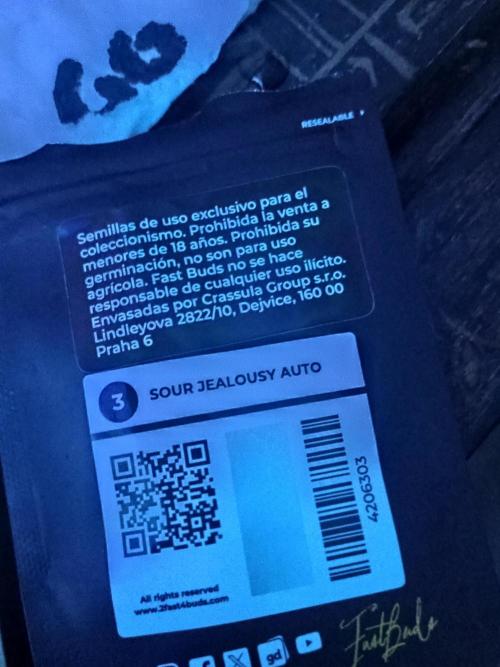 RESEALABLE
Semillas de uso exclusivo para el
coleccionismo. Prohibida la venta a
menores de 18 años. Prohibida su
germinación, no son para uso
agrícola. Fast Buds no se hace
responsable de cualquier uso ilícito.
Envasadas por Crassula Group s.r.o.
Lindleyova 2822/10, Dejvice, 160 00
Praha 6
3 SOUR JEALOUSY AUTO
4206303
All rights reserved
www.2fast4buds.com
gd
FastBuds